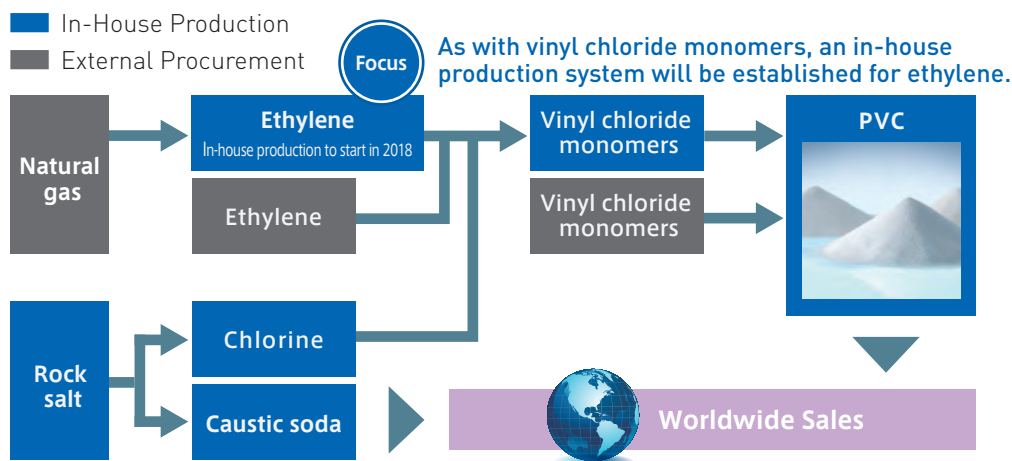 In-House Production
External Procurement
Focus
As with vinyl chloride monomers, an in-house
production system will be established for ethylene.
Natural
gas
Ethylene
In-house production to start in 2018
Ethylene
Vinyl chloride
monomers
Vinyl chloride
monomers
PVC
Rock
salt
Chlorine
Caustic soda
Worldwide Sales